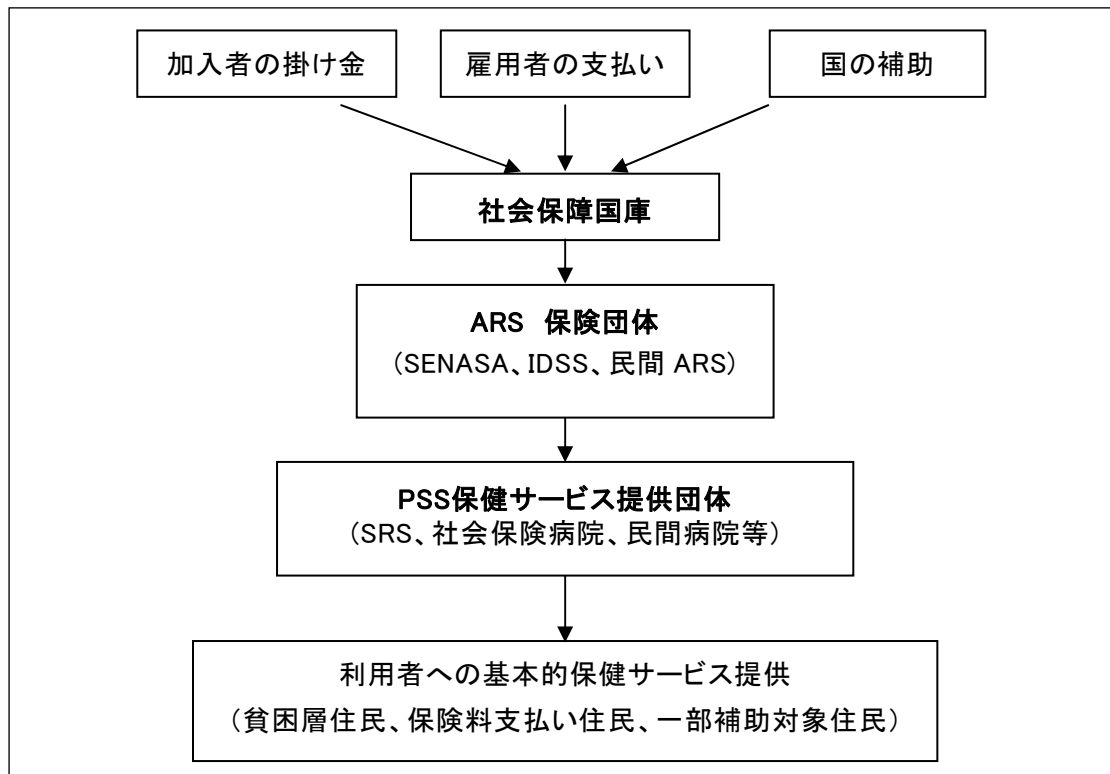 加入者の掛け金
雇用者の支払い
国の補助
社会保障国庫
ARS 保険団体
（SENASA、IDSS、民間 ARS）
PSS保健サービス提供団体
（SRS、社会保険病院、民間病院等）
利用者への基本的保健サービス提供
（貧困層住民、保険料支払い住民、一部補助対象住民）